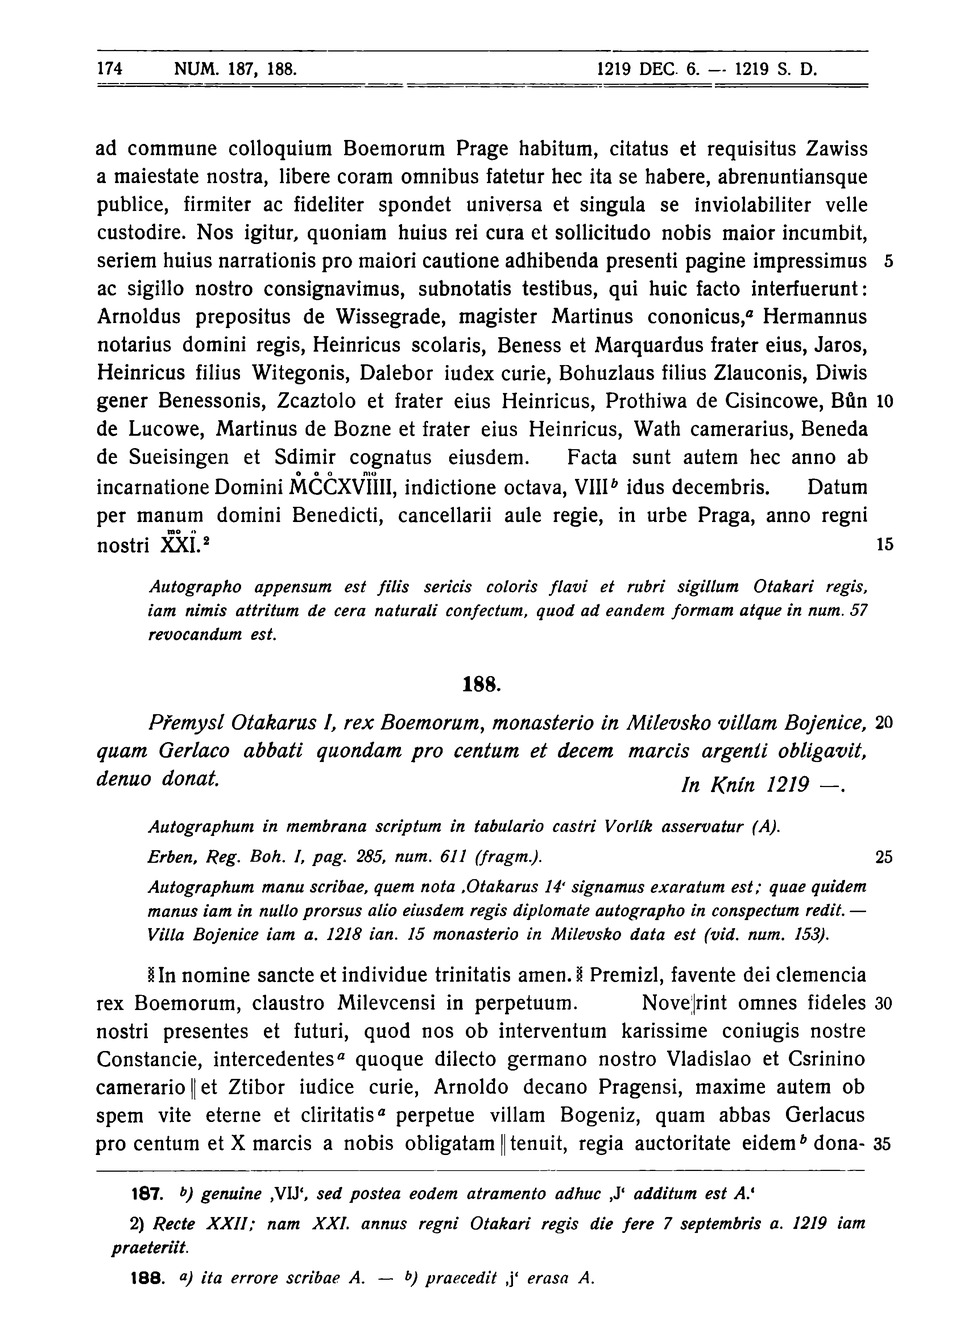 174 NUM. 187, 188. 1219 DEC. 6. — 1219 S. D.
ad commune colloquium Boemorum Prage habitum, citatus et requisitus Zawiss
a maiestate nostra, libere coram omnibus fatetur hec ita se habere, abrenuntiansque
publice, firmiter ac fideliter spondet universa et singula se inviolabiliter velle
custodire. Nos igitur, quoniam huius rei cura et sollicitudo nobis maior incumbit,
seriem huius narrationis pro maiori cautione adhibenda presenti pagine impressimus 5
ac sigillo nostro consignavimus, subnotatis testibus, qui huic facto interfuerunt:
Arnoldus prepositus de Wissegrade, magister Martinus cononicus,ᵃ Hermannus
notarius domini regis, Heinricus scolaris, Beness et Marquardus frater eius, Jaros,
Heinricus filius Witegonis, Dalebor iudex curie, Bohuzlaus filius Zlauconis, Diwis
gener Benessonis, Zcaztolo et frater eius Heinricus, Prothiwa de Cisincowe, Bůn 10
de Lucowe, Martinus de Bozne et frater eius Heinricus, Wath camerarius, Beneda
de Sueisingen et Sdimir cognatus eiusdem. Facta sunt autem hec anno ab
incarnatione Domini M̊C̊C̊XVIIIIᵐᵒ, indictione octava, VIIIᵇ idus decembris. Datum
per manum domini Benedicti, cancellarii aule regie, in urbe Praga, anno regni
nostri XXᵐᵒI.² 15
Autographo appensum est filis sericis coloris flavi et rubri sigillum Otakari regis,
iam nimis attritum de cera naturali confectum, quod ad eandem formam atque in num. 57
revocandum est.
188.
Přemysl Otakarus I, rex Boemorum, monasterio in Milevsko villam Bojenice, 20
quam Gerlaco abbati quondam pro centum et decem marcis argenti obligavit,
denuo donat. In Knín 1219 —.
Autographum in membrana scriptum in tabulario castri Vorlík asservatur (A).
Erben, Reg. Boh. I, pag. 285, num. 611 (fragm.). 25
Autographum manu scribae, quem nota ‚Otakarus 14‘ signamus exaratum est; quae quidem
manus iam in nullo prorsus alio eiusdem regis diplomate autographo in conspectum redit. —
Villa Bojenice iam a. 1218 ian. 15 monasterio in Milevsko data est (vid. num. 153).
In nomine sancte et individue trinitatis amen. Premizl, favente dei clemencia
rex Boemorum, claustro Milevcensi in perpetuum. Nove||rint omnes fideles 30
nostri presentes et futuri, quod nos ob interventum karissime coniugis nostre
Constancie, intercedentesᵃ quoque dilecto germano nostro Vladislao et Csrinino
camerario || et Ztibor iudice curie, Arnoldo decano Pragensi, maxime autem ob
spem vite eterne et cliritatisᵃ perpetue villam Bogeniz, quam abbas Gerlacus
pro centum et X marcis a nobis obligatam || tenuit, regia auctoritate eidemᵇ dona- 35
187. b) genuine ‚VIJ‘, sed postea eodem atramento adhuc ‚J‘ additum est A.‘
2) Recte XXII; nam XXI. annus regni Otakari regis die fere 7 septembris a. 1219 iam
praeteriit.
188. a) ita errore scribae A. — b) praecedit ‚j‘ erasa A.